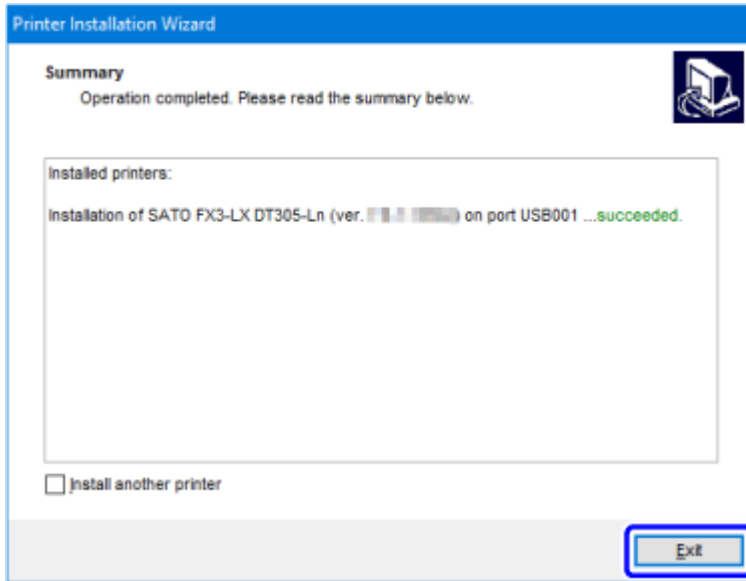 Printer Installation Wizard
Summary
Operation completed. Please read the summary below.
Installed printers:
Installation of SATO FX3-LX DT305-Ln (ver. ) on port USB001 ...succeeded.
Install another printer
Exit